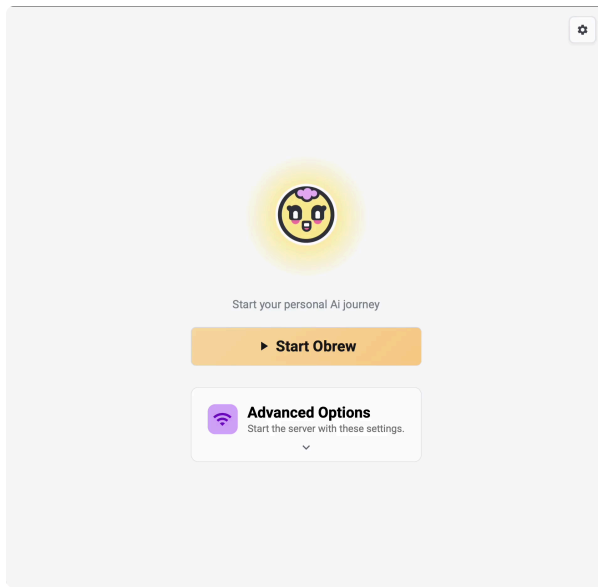 Start your personal Ai journey
Start Obrew
Advanced Options
Start the server with these settings.